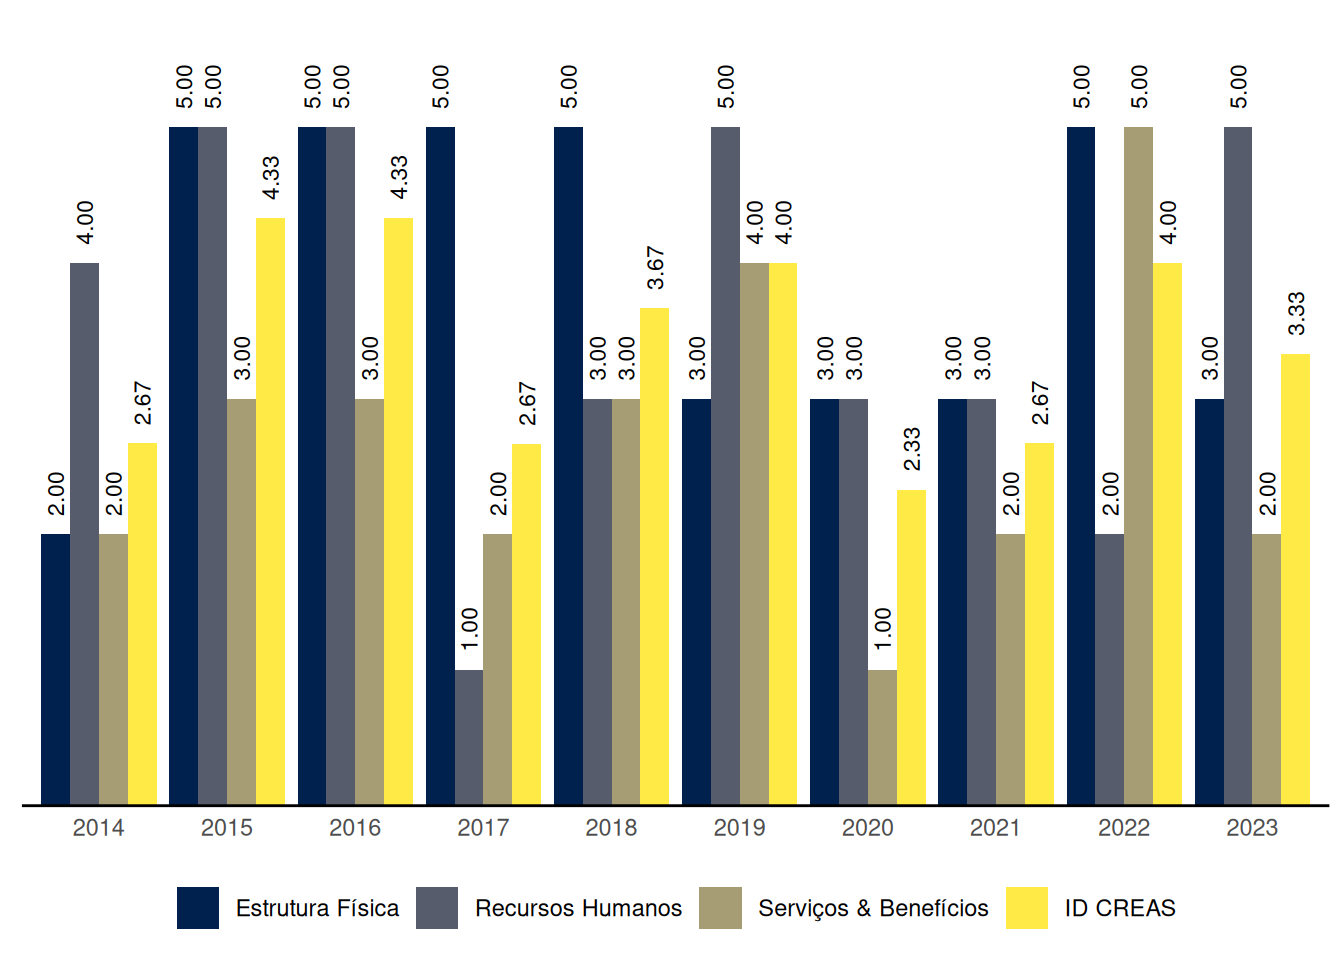 5.00 5.00 5.00 5.00 5.00 5.00 5.00 5.00 5.00 5.00
4.33 4.33
4.00 4.00 4.00 4.00
3.67
3.33
3.00 3.00 3.00 3.00 3.00 3.00 3.00 3.00 3.00 3.00
2.67 2.67 2.67
2.33
2.00 2.00 2.00 2.00 2.00 2.00
1.00 1.00
2014 2015 2016 2017 2018 2019 2020 2021 2022 2023
Estrutura Física Recursos Humanos Serviços & Benefícios ID CREAS